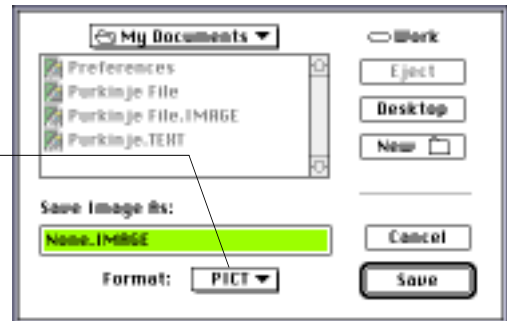 My Documents
Work
Preferences
Purkinje File
Purkinje File.IMAGE
Purkinje.TEXT
Eject
Desktop
New
Save Image As:
None.IMAGE
Cancel
Format: PICT
Save